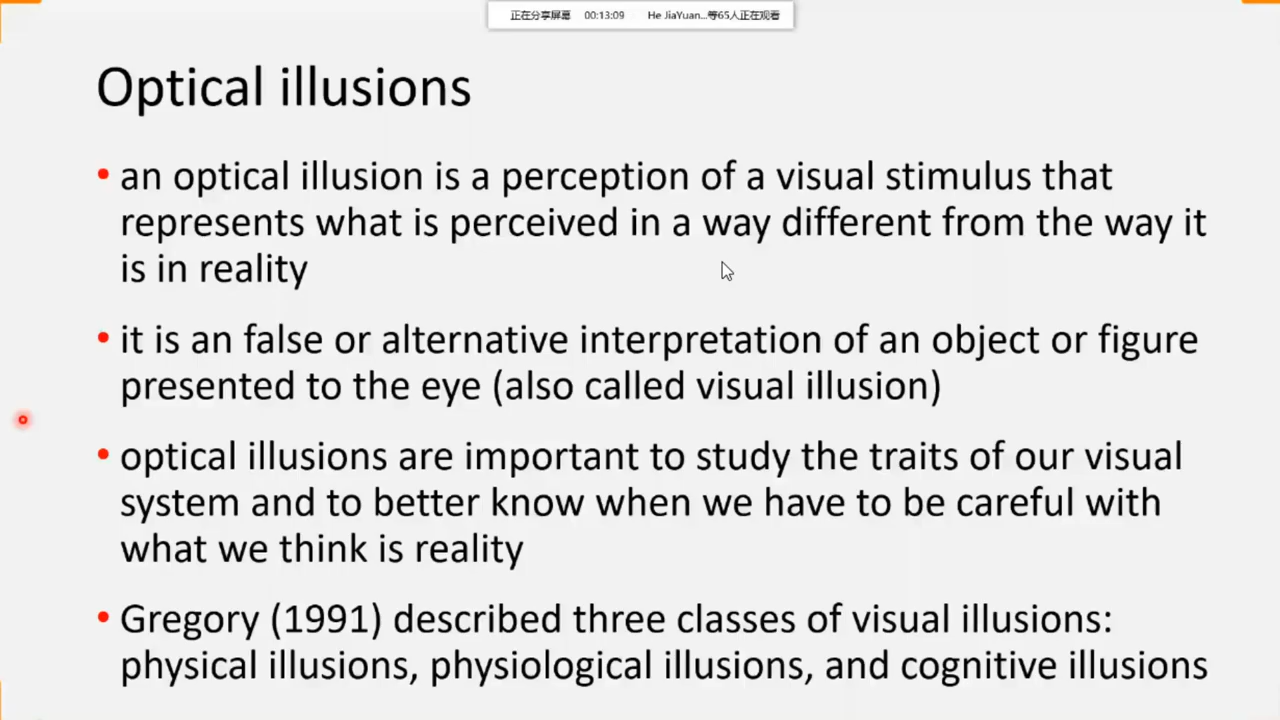 正在分享屏幕 00:13:09 He JiaYuan...等65人正在观看
Optical illusions
• an optical illusion is a perception of a visual stimulus that
represents what is perceived in a way different from the way it
is in reality
• it is an false or alternative interpretation of an object or figure
presented to the eye (also called visual illusion)
• optical illusions are important to study the traits of our visual
system and to better know when we have to be careful with
what we think is reality
• Gregory (1991) described three classes of visual illusions:
physical illusions, physiological illusions, and cognitive illusions